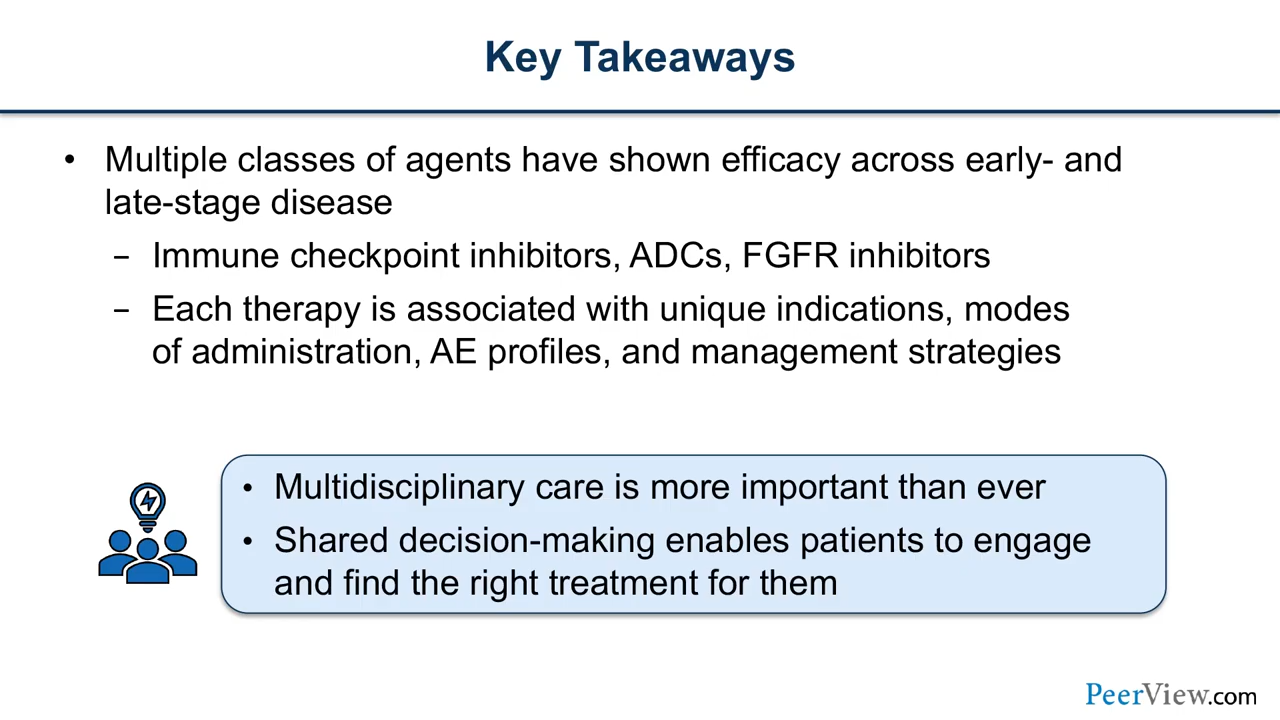 Key Takeaways
• Multiple classes of agents have shown efficacy across early- and
late-stage disease
– Immune checkpoint inhibitors, ADCs, FGFR inhibitors
– Each therapy is associated with unique indications, modes
of administration, AE profiles, and management strategies
• Multidisciplinary care is more important than ever
• Shared decision-making enables patients to engage
and find the right treatment for them
PeerView.com